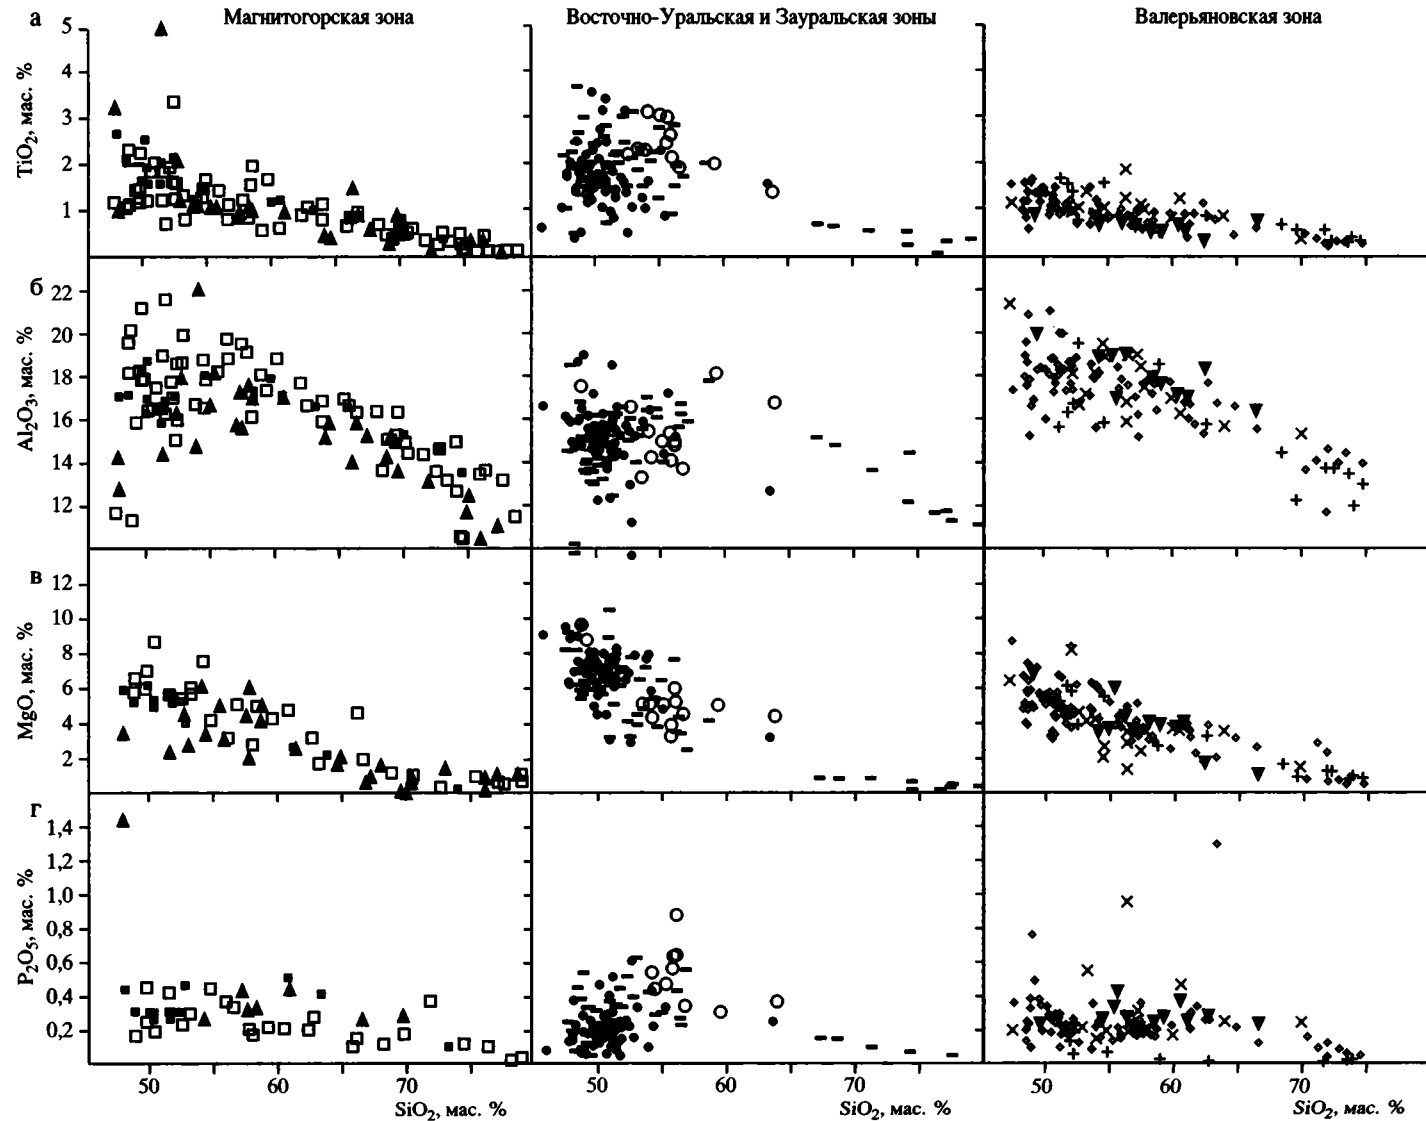 Магнитогорская зона
Восточно-Уральская и Зауральская зоны
Валерьяновская зона
а
TiO₂, мас. %
5
4
3
2
1
б
Al₂O₃, мас. %
22
20
18
16
14
12
в
MgO, мас. %
12
10
8
6
4
2
г
P₂O₅, мас. %
1,4
1,2
1,0
0,8
0,6
0,4
0,2
50 60 70
50 60 70
50 60 70
SiO₂, мас. %
SiO₂, мас. %
SiO₂, мас. %